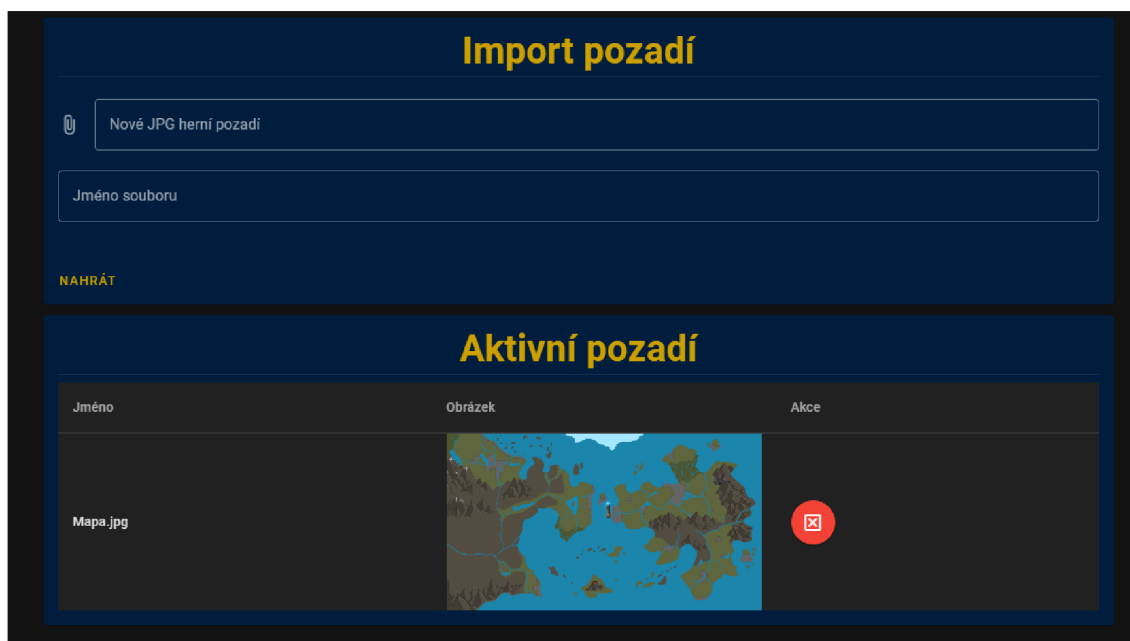 Import pozadí
Nové JPG herní pozadí
Jméno souboru
NAHRÁT
Aktivní pozadí
Jméno Obrázek Akce
Mapa.jpg